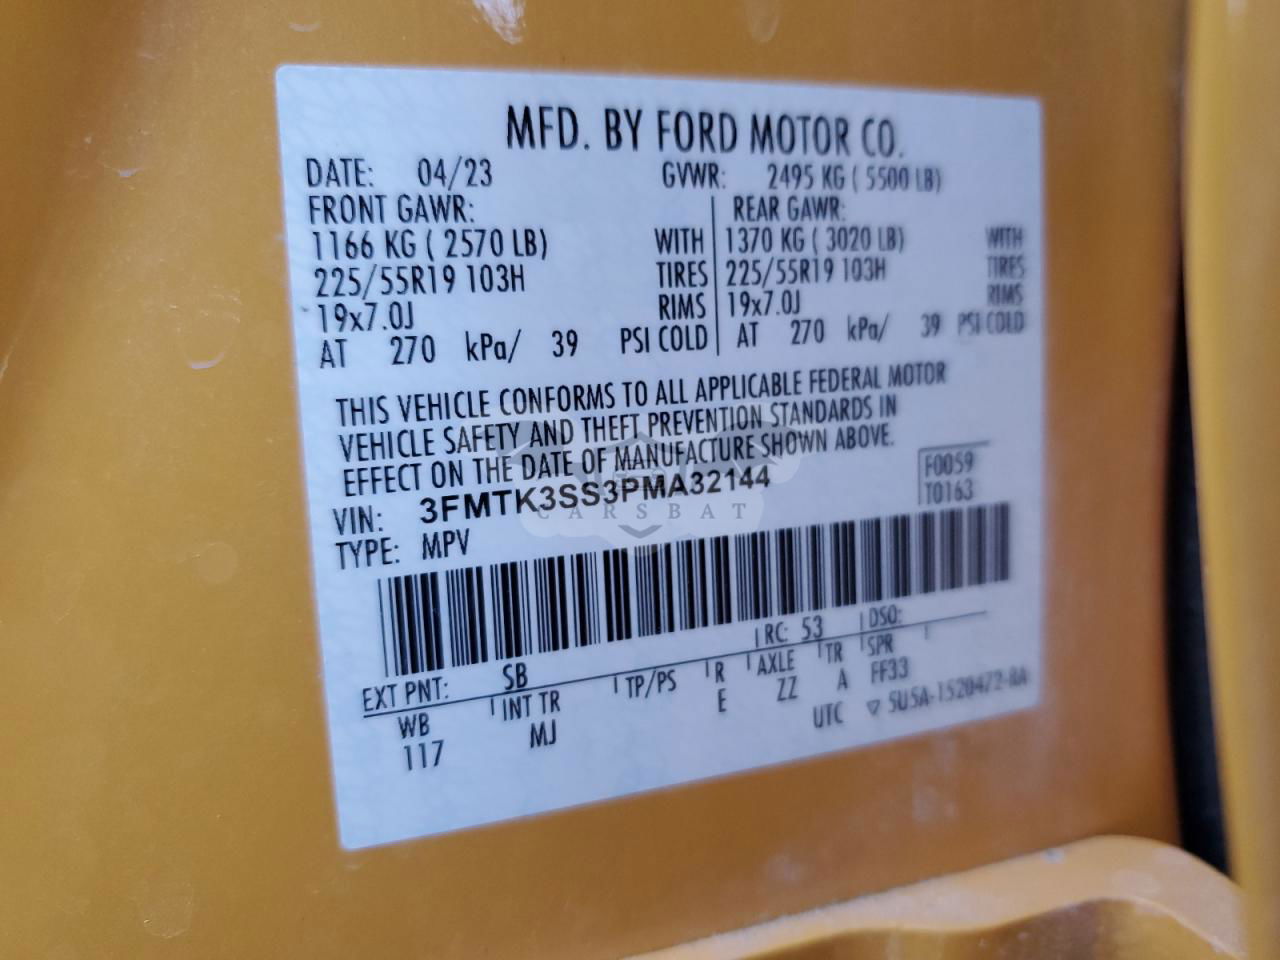 MFD. BY FORD MOTOR CO.
DATE: 04/23 GVWR: 2495 KG ( 5500 LB)
FRONT GAWR: REAR GAWR:
1166 KG ( 2570 LB) WITH 1370 KG ( 3020 LB) WITH
225/55R19 103H TIRES 225/55R19 103H TIRES
19x7.0J RIMS 19x7.0J RIMS
AT 270 kPa/ 39 PSI COLD AT 270 kPa/ 39 PSI COLD
THIS VEHICLE CONFORMS TO ALL APPLICABLE FEDERAL MOTOR
VEHICLE SAFETY AND THEFT PREVENTION STANDARDS IN
EFFECT ON THE DATE OF MANUFACTURE SHOWN ABOVE.
F0059
VIN: 3FMTK3SS3PMA32144 T0163
CARSBAT
TYPE: MPV
EXT PNT: SB RC: 53 DSO:
WB INT TR TP/PS R AXLE TR SPR
117 MJ E ZZ A FF33
UTC ▽ 5U5A-1520472-BA